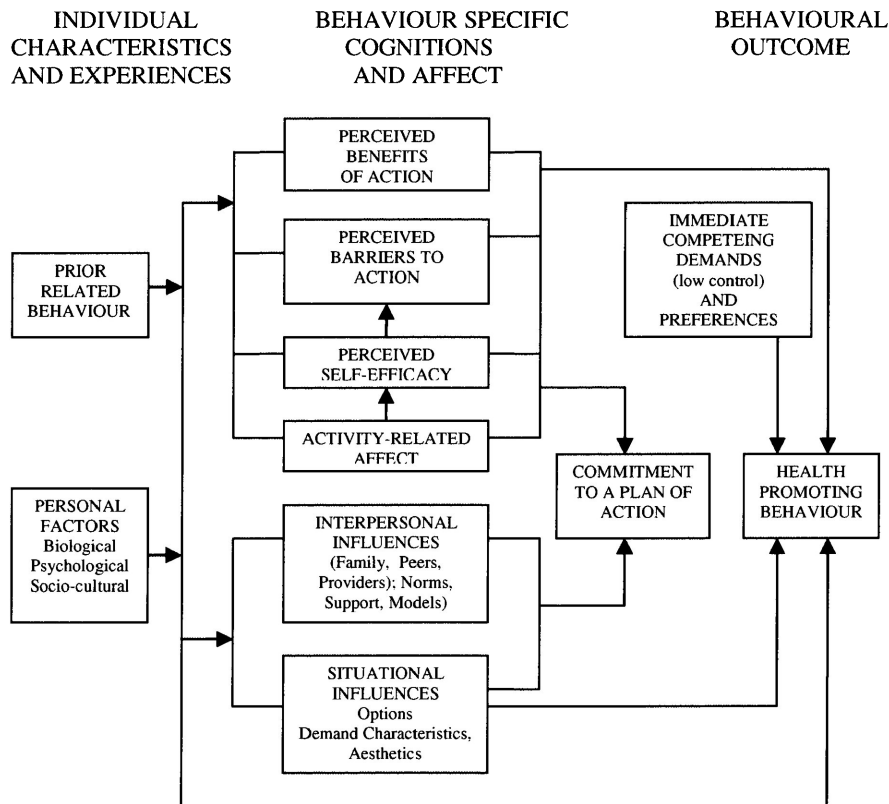 INDIVIDUAL
CHARACTERISTICS
AND EXPERIENCES
BEHAVIOUR SPECIFIC
COGNITIONS
AND AFFECT
BEHAVIOURAL
OUTCOME
PERCEIVED
BENEFITS
OF ACTION
PERCEIVED
BARRIERS TO
ACTION
PERCEIVED
SELF-EFFICACY
ACTIVITY-RELATED
AFFECT
PRIOR
RELATED
BEHAVIOUR
PERSONAL
FACTORS
Biological
Psychological
Socio-cultural
INTERPERSONAL
INFLUENCES
(Family, Peers,
Providers); Norms,
Support, Models)
SITUATIONAL
INFLUENCES
Options
Demand Characteristics,
Aesthetics
COMMITMENT
TO A PLAN OF
ACTION
IMMEDIATE
COMPETEING
DEMANDS
(low control)
AND
PREFERENCES
HEALTH
PROMOTING
BEHAVIOUR